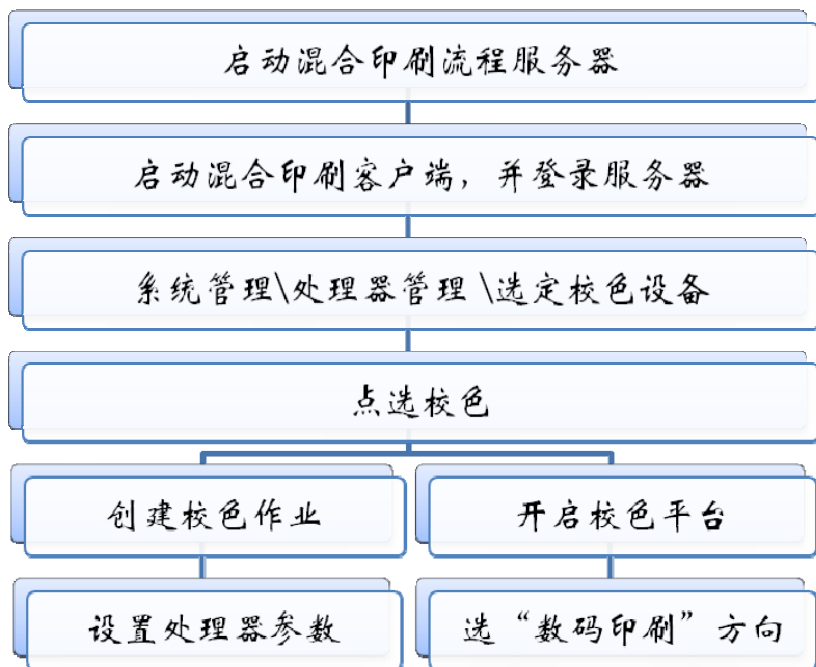 启动混合印刷流程服务器
启动混合印刷客户端，并登录服务器
系统管理\处理器管理 \选定校色设备
点选校色
创建校色作业
开启校色平台
设置处理器参数
选“数码印刷”方向